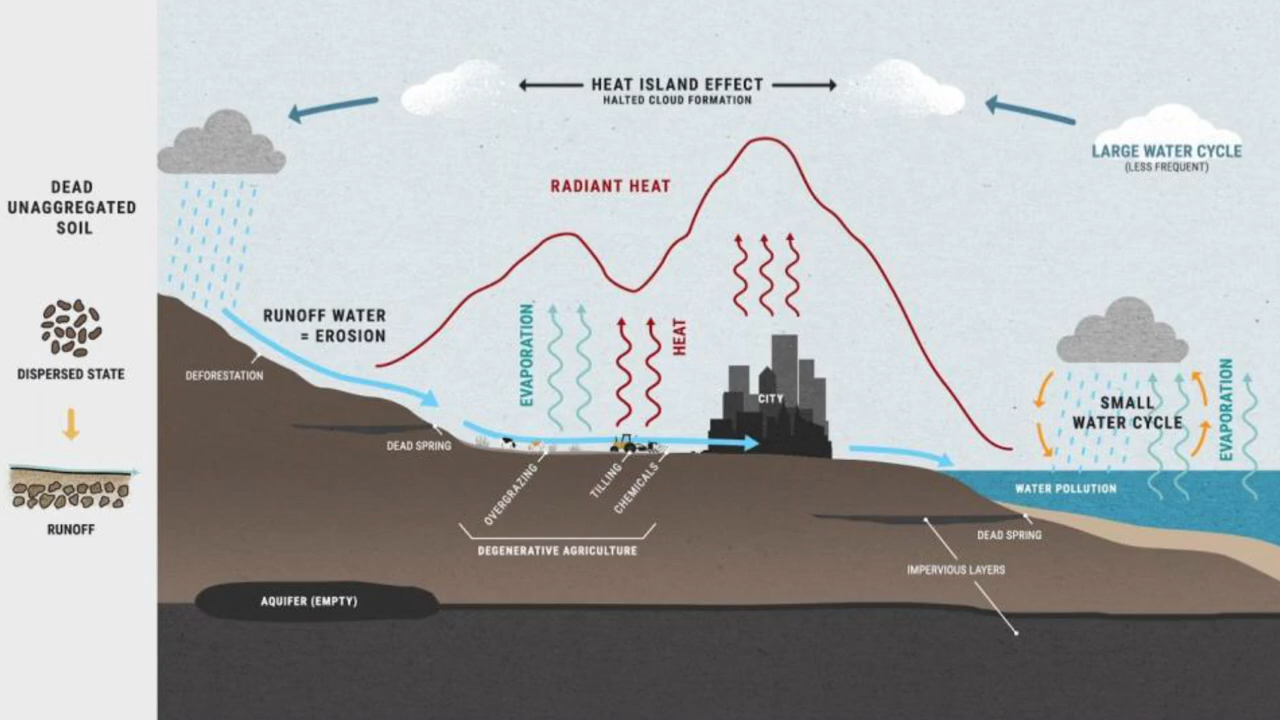 HEAT ISLAND EFFECT
HALTED CLOUD FORMATION
LARGE WATER CYCLE
(LESS FREQUENT)
DEAD
UNAGGREGATED
SOIL
RADIANT HEAT
RUNOFF WATER
= EROSION
EVAPORATION
HEAT
DISPERSED STATE
DEFORESTATION
CITY
SMALL
WATER CYCLE
EVAPORATION
DEAD SPRING
OVERGRAZING
TILLING
CHEMICALS
WATER POLLUTION
RUNOFF
DEAD SPRING
DEGENERATIVE AGRICULTURE
IMPERVIOUS LAYERS
AQUIFER (EMPTY)